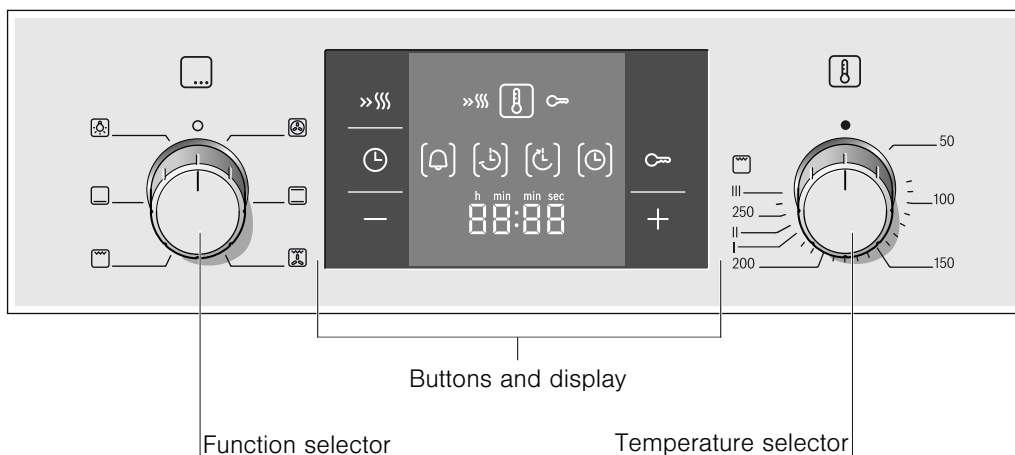 h min min sec
88:88
50
100
150
III
250
II
I
200
Buttons and display
Function selector
Temperature selector